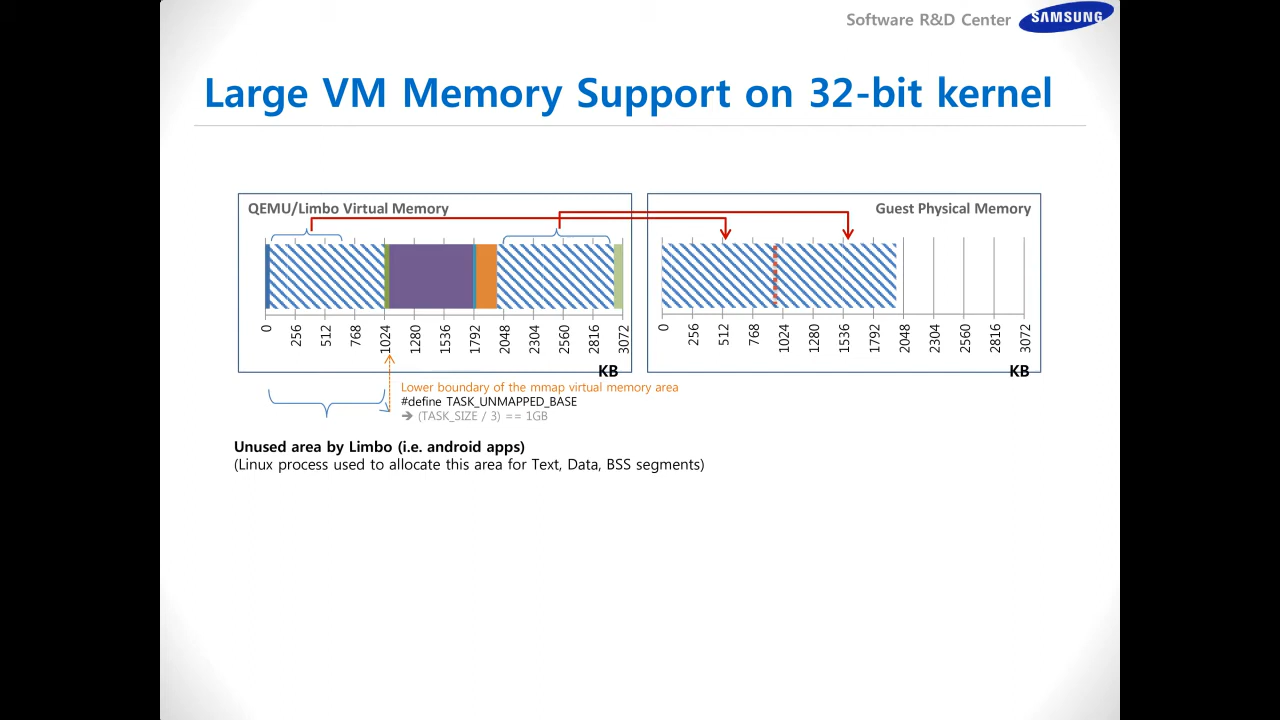 Software R&D Center SAMSUNG
Large VM Memory Support on 32-bit kernel
QEMU/Limbo Virtual Memory
0 256 512 768 1024 1280 1536 1792 2048 2304 2560 2816 3072
KB
Guest Physical Memory
0 256 512 768 1024 1280 1536 1792 2048 2304 2560 2816 3072
KB
Lower boundary of the mmap virtual memory area
#define TASK_UNMAPPED_BASE
➔ (TASK_SIZE / 3) == 1GB
Unused area by Limbo (i.e. android apps)
(Linux process used to allocate this area for Text, Data, BSS segments)